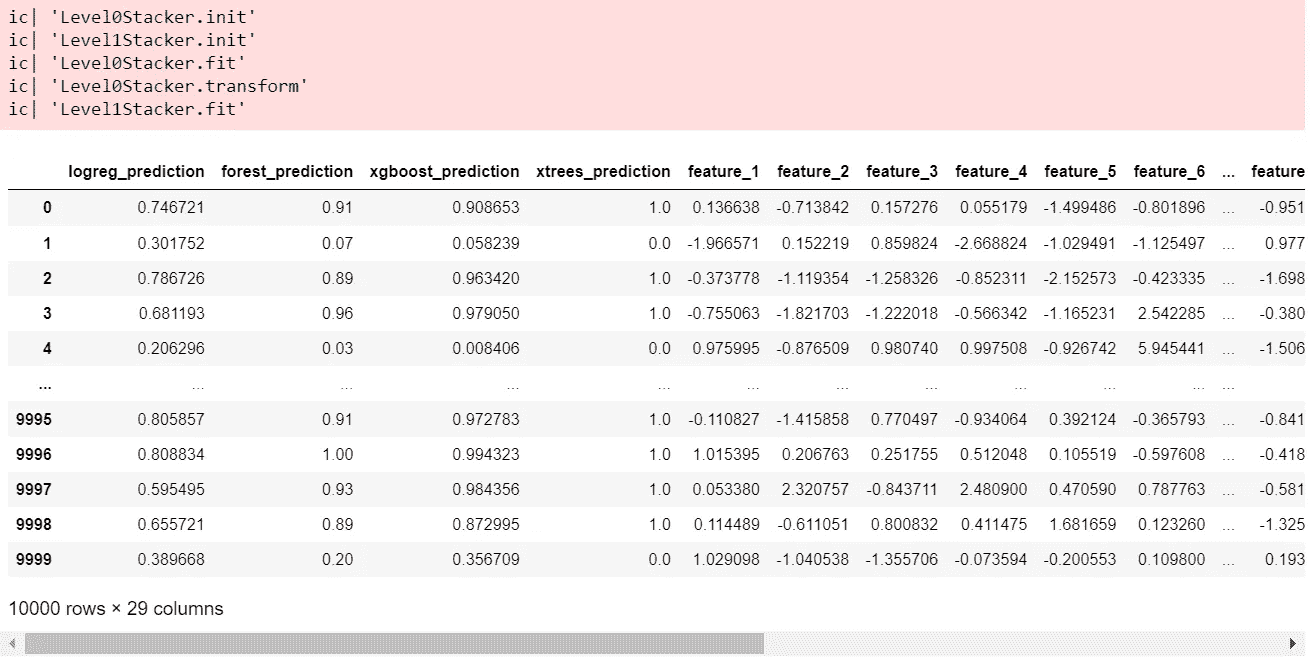 ic| 'Level0Stacker.init'
ic| 'Level1Stacker.init'
ic| 'Level0Stacker.fit'
ic| 'Level0Stacker.transform'
ic| 'Level1Stacker.fit'
logreg_prediction forest_prediction xgboost_prediction xtrees_prediction feature_1 feature_2 feature_3 feature_4 feature_5 feature_6 ... feature
0 0.746721 0.91 0.908653 1.0 0.136638 -0.713842 0.157276 0.055179 -1.499486 -0.801896 ... -0.951
1 0.301752 0.07 0.058239 0.0 -1.966571 0.152219 0.859824 -2.668824 -1.029491 -1.125497 ... 0.977
2 0.786726 0.89 0.963420 1.0 -0.373778 -1.119354 -1.258326 -0.852311 -2.152573 -0.423335 ... -1.698
3 0.681193 0.96 0.979050 1.0 -0.755063 -1.821703 -1.222018 -0.566342 -1.165231 2.542285 ... -0.380
4 0.206296 0.03 0.008406 0.0 0.975995 -0.876509 0.980740 0.997508 -0.926742 5.945441 ... -1.506
... ... ... ... ... ... ... ... ... ... ... ...
9995 0.805857 0.91 0.972783 1.0 -0.110827 -1.415858 0.770497 -0.934064 0.392124 -0.365793 ... -0.841
9996 0.808834 1.00 0.994323 1.0 1.015395 0.206763 0.251755 0.512048 0.105519 -0.597608 ... -0.418
9997 0.595495 0.93 0.984356 1.0 0.053380 2.320757 -0.843711 2.480900 0.470590 0.787763 ... -0.581
9998 0.655721 0.89 0.872995 1.0 0.114489 -0.611051 0.800832 0.411475 1.681659 0.123260 ... -1.325
9999 0.389668 0.20 0.356709 0.0 1.029098 -1.040538 -1.355706 -0.073594 -0.200553 0.109800 ... 0.193
10000 rows × 29 columns